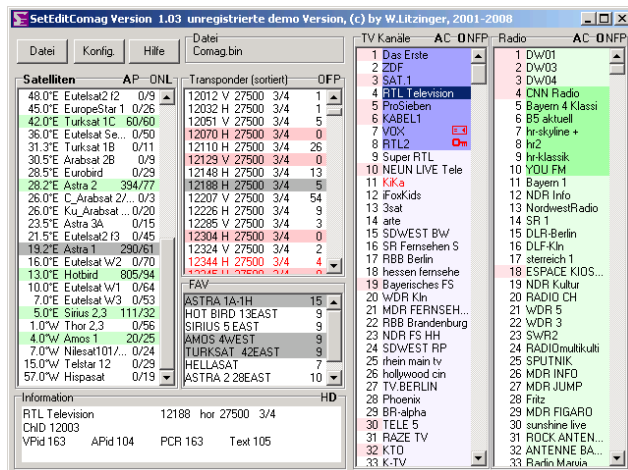 SetEditComag Version 1.03 unregistrierte demo Version, (c) by W.Litzinger, 2001-2008
Datei Konfig. Hilfe
Datei
Comag.bin
Satelliten AP ONL
48.0°E Eutelsat2 f2 0/9
45.0°E EuropeStar 1 0/26
42.0°E Turksat 1C 60/60
36.0°E Eutelsat Se... 0/50
31.3°E Turksat 1B 0/11
30.5°E Arabsat 2B 0/9
28.5°E Eurobird 0/29
28.2°E Astra 2 394/77
26.0°E C_Arabsat 2/... 0/3
26.0°E Ku_Arabsat ... 0/20
23.5°E Astra 3A 0/15
21.5°E Eutelsat2 f3 0/45
19.2°E Astra 1 290/61
16.0°E Eutelsat W2 0/70
13.0°E Hotbird 805/94
10.0°E Eutelsat W1 0/64
7.0°E Eutelsat W3 0/53
5.0°E Sirius 2,3 111/32
1.0°W Thor 2,3 0/56
4.0°W Amos 1 20/25
7.0°W Nilesat101/... 0/24
15.0°W Telstar 12 0/29
57.0°W Hispasat 0/19
Transponder (sortiert) OFP
12012 V 27500 3/4 1
12032 H 27500 3/4 1
12051 V 27500 3/4 5
12070 H 27500 3/4 0
12110 H 27500 3/4 26
12129 V 27500 3/4 0
12148 H 27500 3/4 13
12188 H 27500 3/4 5
12207 V 27500 3/4 54
12226 H 27500 3/4 9
12285 V 27500 3/4 3
12304 H 27500 3/4 0
12324 V 27500 3/4 2
12344 H 27500 3/4 4
FAV
ASTRA 1A-1H 15
HOT BIRD 13EAST 9
SIRIUS 5 EAST 9
AMOS 4WEST 9
TURKSAT 42EAST 9
HELLASAT 7
ASTRA 2 28EAST 10
Information HD-
RTL Television 12188 hor 27500 3/4
ChID 12003
VPid 163 APid 104 PCR 163 Text 105
TV Kanäle AC-ONFP
1 Das Erste
2 ZDF
3 SAT.1
4 RTL Television
5 ProSieben
6 KABEL1
7 VOX
8 RTL2
9 Super RTL
10 NEUN LIVE Tele
11 KiKa
12 iFoxKids
13 3sat
14 arte
15 SDWEST BW
16 SR Fernsehen S
17 RBB Berlin
18 hessen fernsehe
19 Bayerisches FS
20 WDR Kln
21 MDR FERNSEH...
22 RBB Brandenburg
23 NDR FS HH
24 SDWEST RP
25 rhein main tv
26 hollywood cin
27 TV.BERLIN
28 Phoenix
29 BR-alpha
30 TELE 5
31 RAZE TV
32 KTO
33 K-TV
Radio AC-ONFP
1 DW01
2 DW03
3 DW04
4 CNN Radio
5 Bayern 4 Klassi
6 B5 aktuell
7 hr-skyline +
8 hr2
9 hr-klassik
10 YOU FM
11 Bayern 1
12 NDR Info
13 NordwestRadio
14 SR 1
15 DLR-Berlin
16 DLF-Kln
17 sterreich 1
18 ESPACE KIOS...
19 NDR Kultur
20 RADIO CH
21 WDR 5
22 WDR 3
23 SWR2
24 RADIOmultikulti
25 SPUTNIK
26 MDR INFO
27 MDR JUMP
28 Fritz
29 MDR FIGARO
30 sunshine live
31 ROCK ANTEN...
32 ANTENNE BA...
33 Radio Maryja